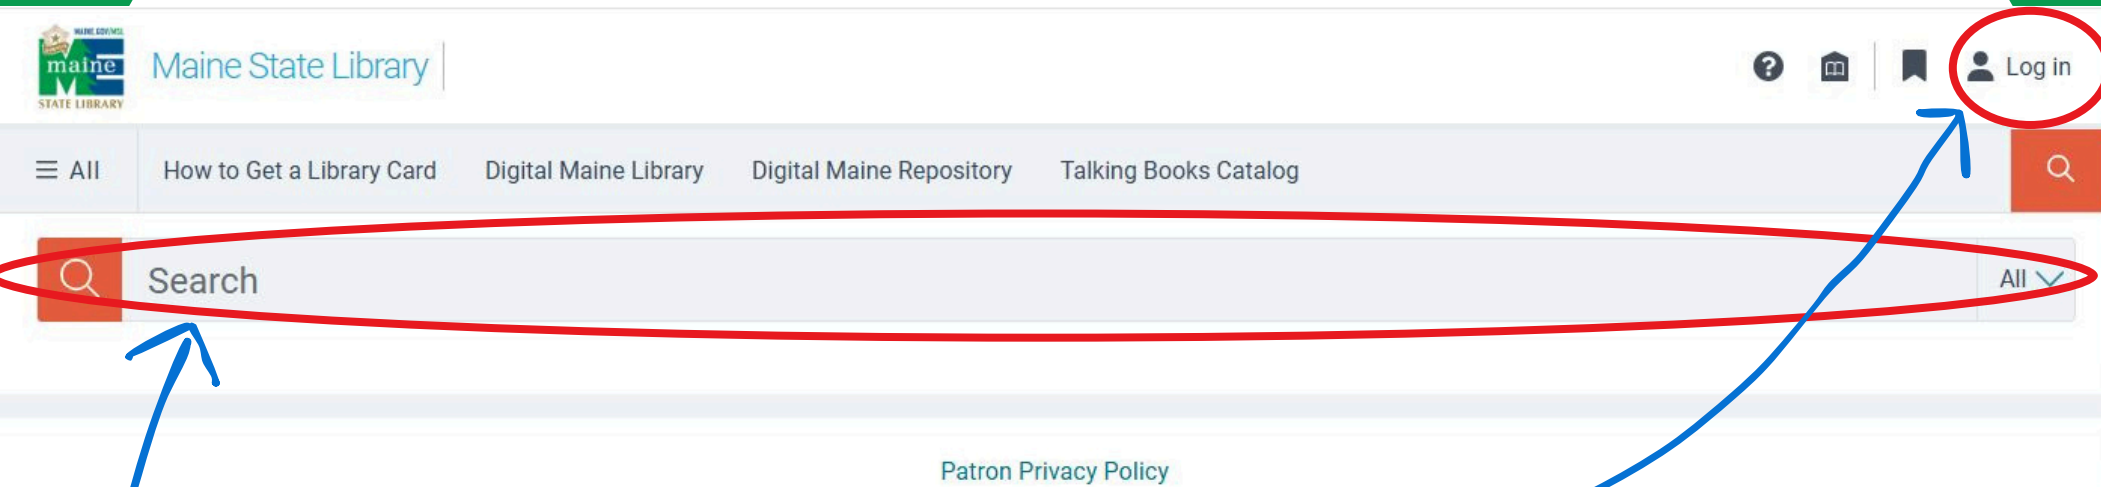 MAINE.GOV/MSL
maine
STATE LIBRARY
Maine State Library
Log in
All
How to Get a Library Card
Digital Maine Library
Digital Maine Repository
Talking Books Catalog
Search
All
Patron Privacy Policy